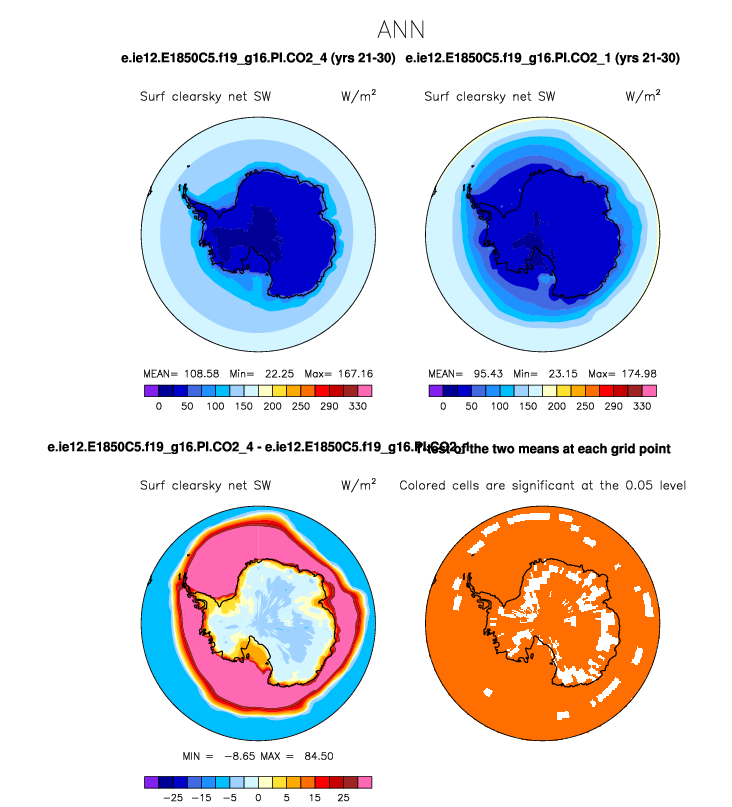 ANN
e.ie12.E1850C5.f19_g16.PI.CO2_4 (yrs 21-30) e.ie12.E1850C5.f19_g16.PI.CO2_1 (yrs 21-30)
Surf clearsky net SW W/m² Surf clearsky net SW W/m²
MEAN= 108.58 Min= 22.25 Max= 167.16 MEAN= 95.43 Min= 23.15 Max= 174.98
0 50 100 150 200 250 290 330 0 50 100 150 200 250 290 330
e.ie12.E1850C5.f19_g16.PI.CO2_4 - e.ie12.E1850C5.f19_g16.PI.CO2_1 T-test of the two means at each grid point
Surf clearsky net SW W/m² Colored cells are significant at the 0.05 level
MIN = -8.65 MAX = 84.50
-25 -15 -5 0 5 15 25